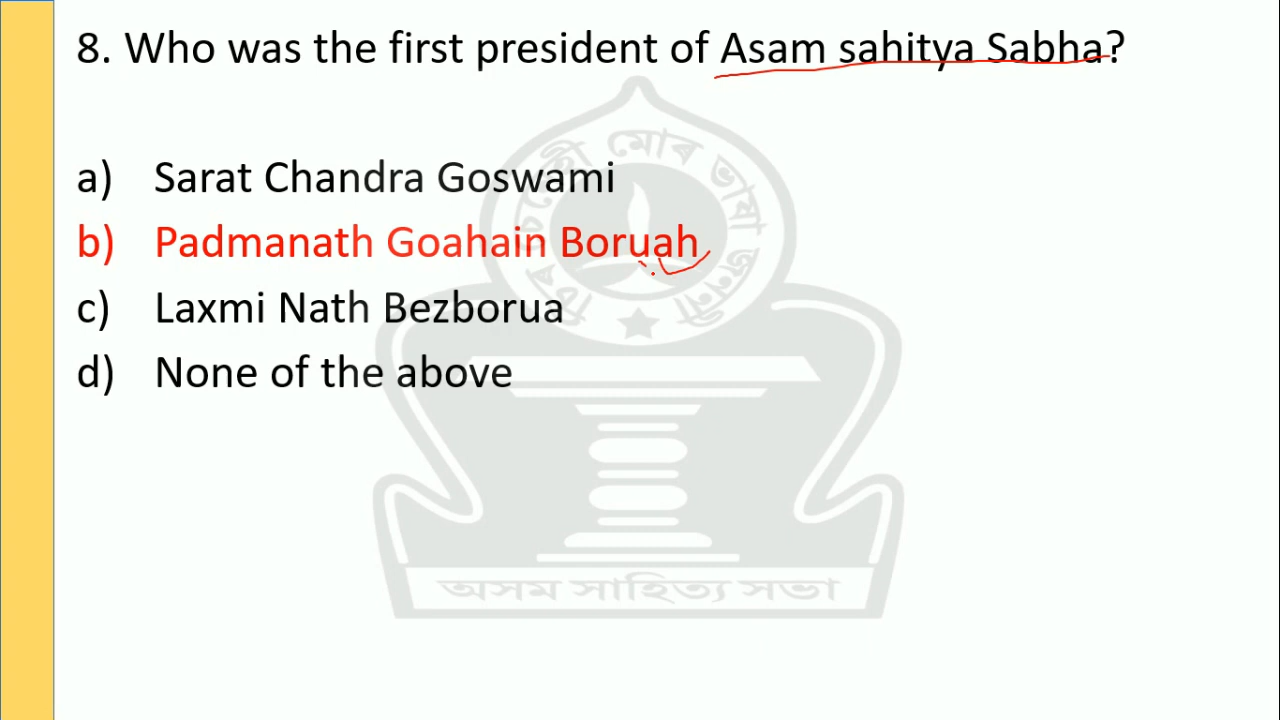 8. Who was the first president of Asam sahitya Sabha?
a) Sarat Chandra Goswami
b) Padmanath Goahain Boruah
c) Laxmi Nath Bezborua
d) None of the above
চিৰ চেনেহী মোৰ ভাষা জননী
অসম সাহিত্য সভা